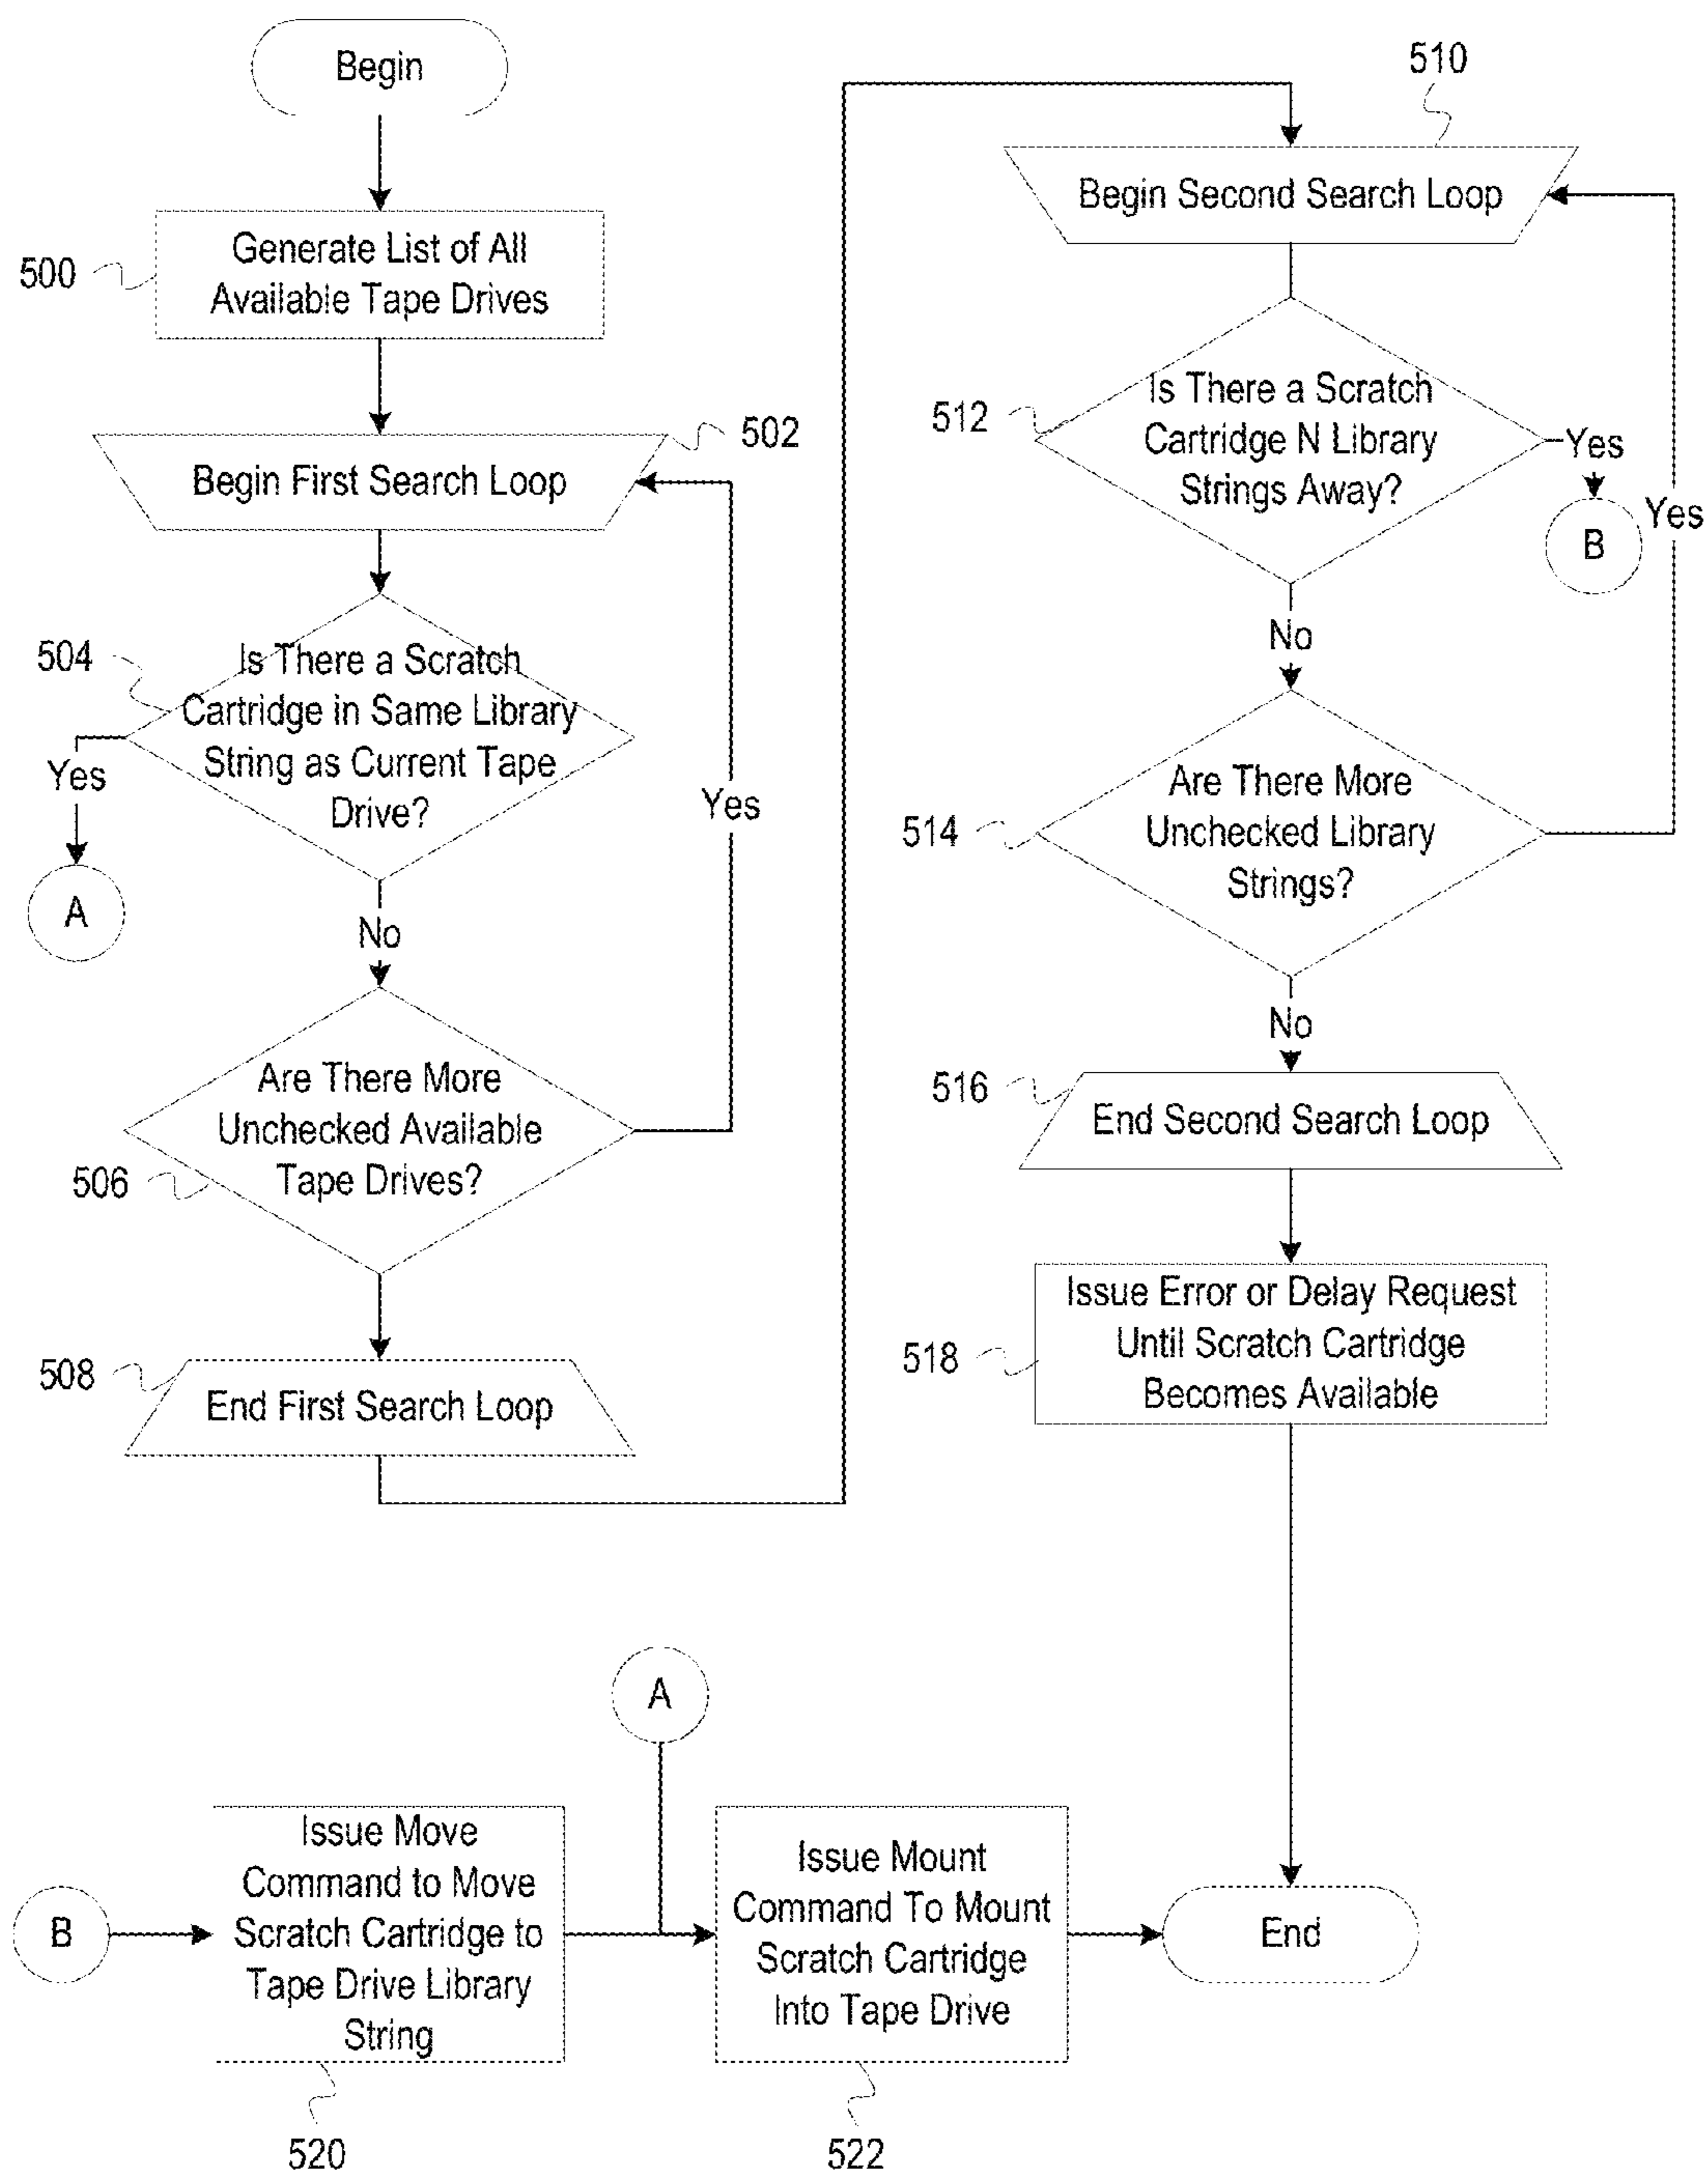 Begin
500
Generate List of All
Available Tape Drives
502
Begin First Search Loop
504
Is There a Scratch
Cartridge in Same Library
String as Current Tape
Drive?
Yes
A
No
Yes
Are There More
Unchecked Available
Tape Drives?
506
508
End First Search Loop
510
Begin Second Search Loop
512
Is There a Scratch
Cartridge N Library
Strings Away?
Yes
B
Yes
No
514
Are There More
Unchecked Library
Strings?
No
516
End Second Search Loop
518
Issue Error or Delay Request
Until Scratch Cartridge
Becomes Available
A
B
Issue Move
Command to Move
Scratch Cartridge to
Tape Drive Library
String
520
Issue Mount
Command To Mount
Scratch Cartridge
Into Tape Drive
522
End